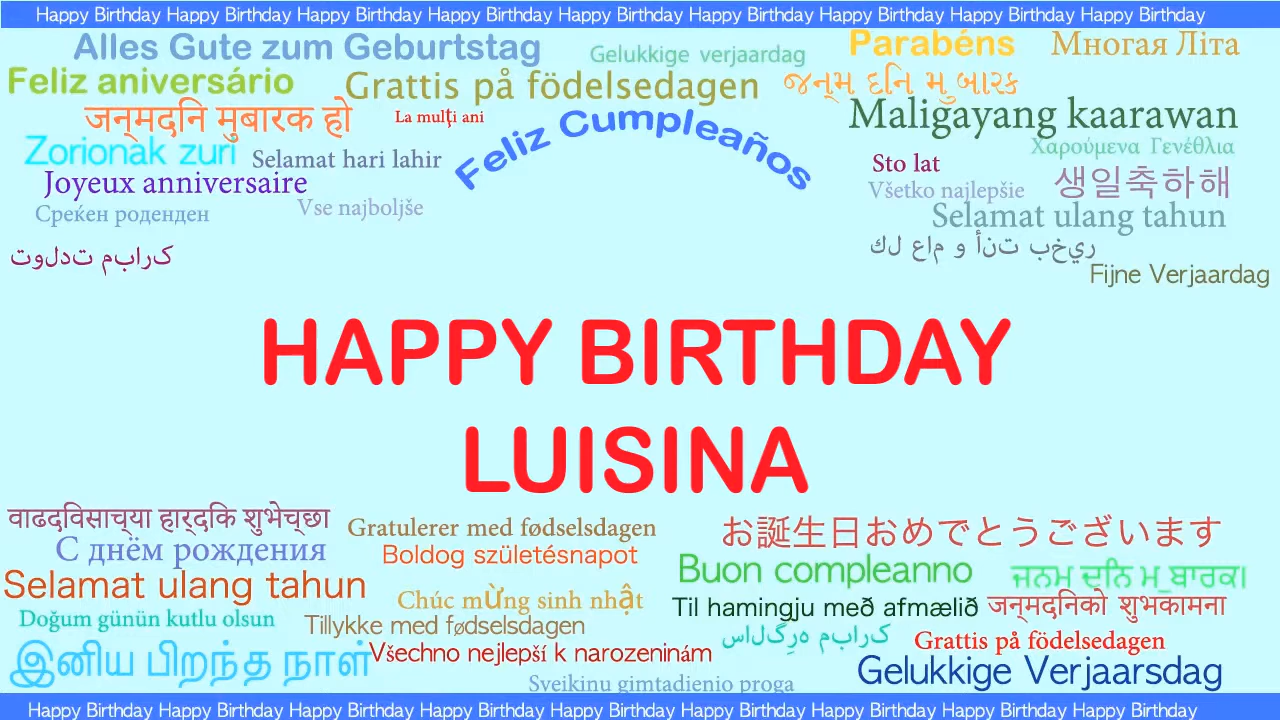 Happy Birthday Happy Birthday Happy Birthday Happy Birthday Happy Birthday Happy Birthday Happy Birthday Happy Birthday Happy Birthday
Alles Gute zum Geburtstag
Gelukkige verjaardag
Parabéns
Многая Літа
Feliz aniversário
Grattis på födelsedagen
જન્મ દનિ મુબારક
जन्मदनि मुबारक हो
La mulţi ani
Feliz Cumpleaños
Maligayang kaarawan
Zorionak zuri
Selamat hari lahir
Χαρούμενα Γενέθλια
Sto lat
Joyeux anniversaire
Všetko najlepšie
생일축하해
Среќен роденден
Vse najboljše
Selamat ulang tahun
تولدت مبارک
كل عام و أنت بخير
Fijne Verjaardag
HAPPY BIRTHDAY
LUISINA
वाढदविसाच्या हार्दकि शुभेच्छा
Gratulerer med fødselsdagen
お誕生日おめでとうございます
С днём рождения
Boldog születésnapot
Buon compleanno
ਜਨਮ ਦਨਿ ਮੁਬਾਰਕ।
Selamat ulang tahun
Chúc mừng sinh nhật
Til hamingju með afmælið
जन्मदनिको शुभकामना
Doğum günün kutlu olsun
Tillykke med fødselsdagen
سالگرہ مبارک
Grattis på födelsedagen
இனிய பிறந்த நாள்
Všechno nejlepší k narozeninám
Gelukkige Verjaarsdag
Sveikinu gimtadienio proga
Happy Birthday Happy Birthday Happy Birthday Happy Birthday Happy Birthday Happy Birthday Happy Birthday Happy Birthday Happy Birthday